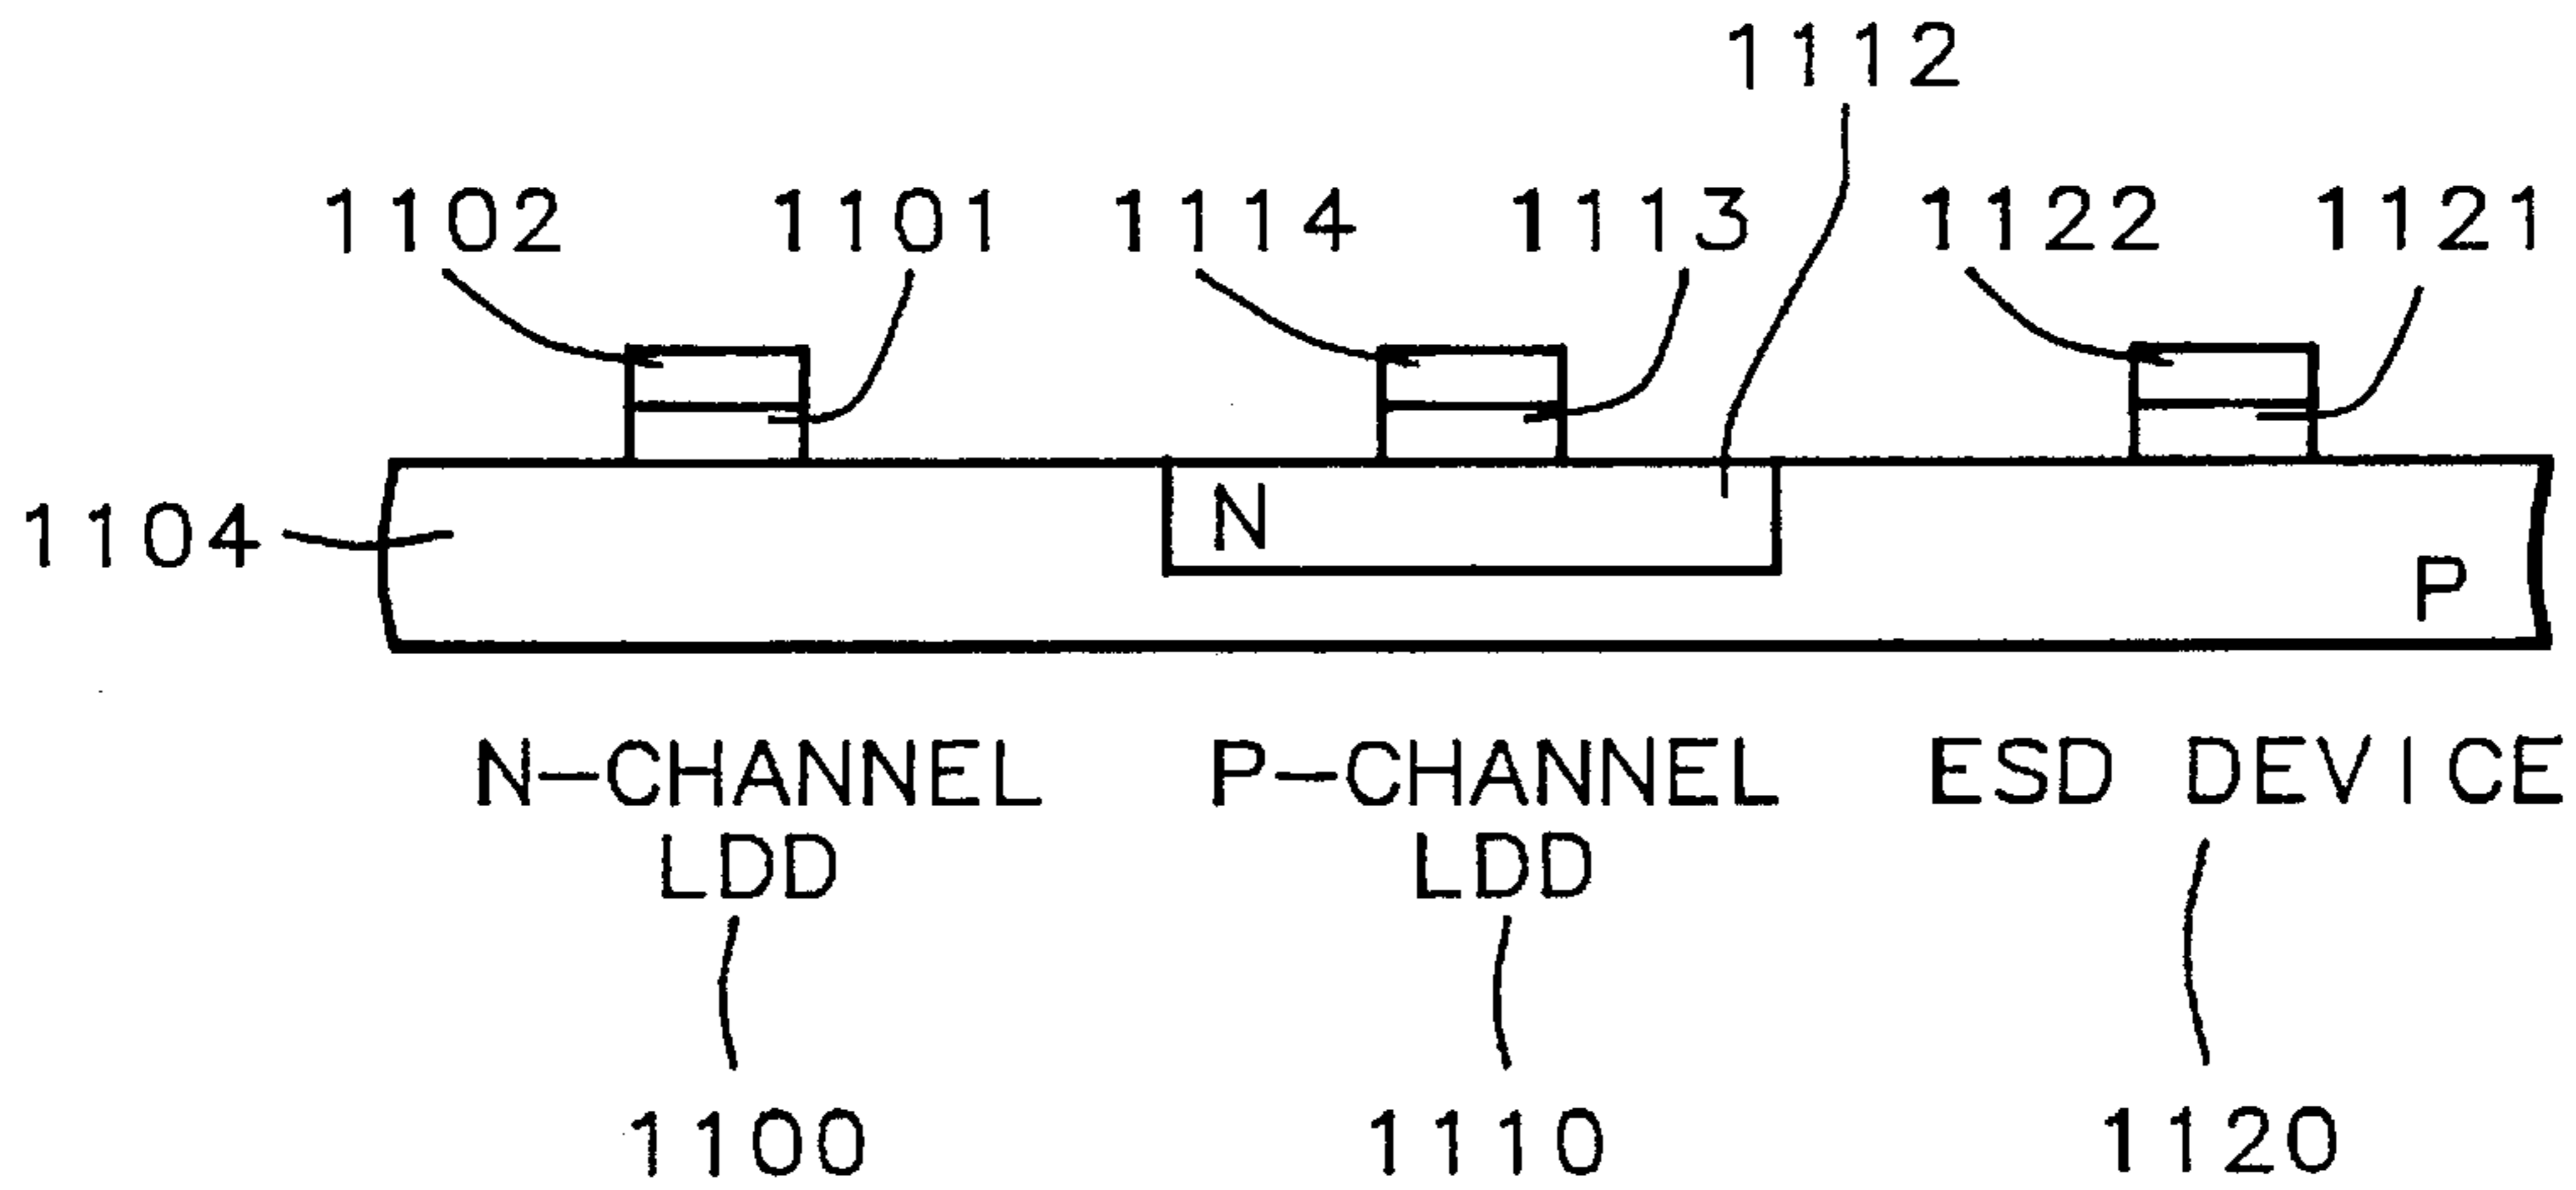 1112
1102 1101 1114 1113 1122 1121
1104 N P
N-CHANNEL LDD
P-CHANNEL LDD
ESD DEVICE
1100 1110 1120